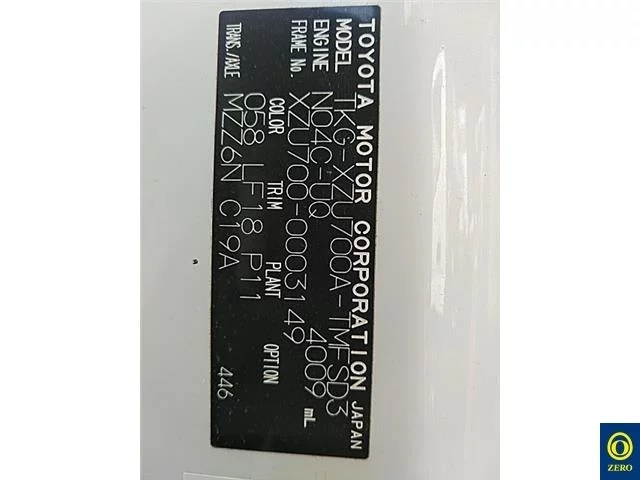 TOYOTA MOTOR CORPORATION JAPAN
MODEL TKG-XZU700A-TMFSD3
ENGINE N04C-UQ 4009 mL
FRAME No. XZU700-0003149
COLOR TRIM PLANT OPTION
058 LF18 P11
TRANS./AXLE MZZ6N C19A 446
ZERO